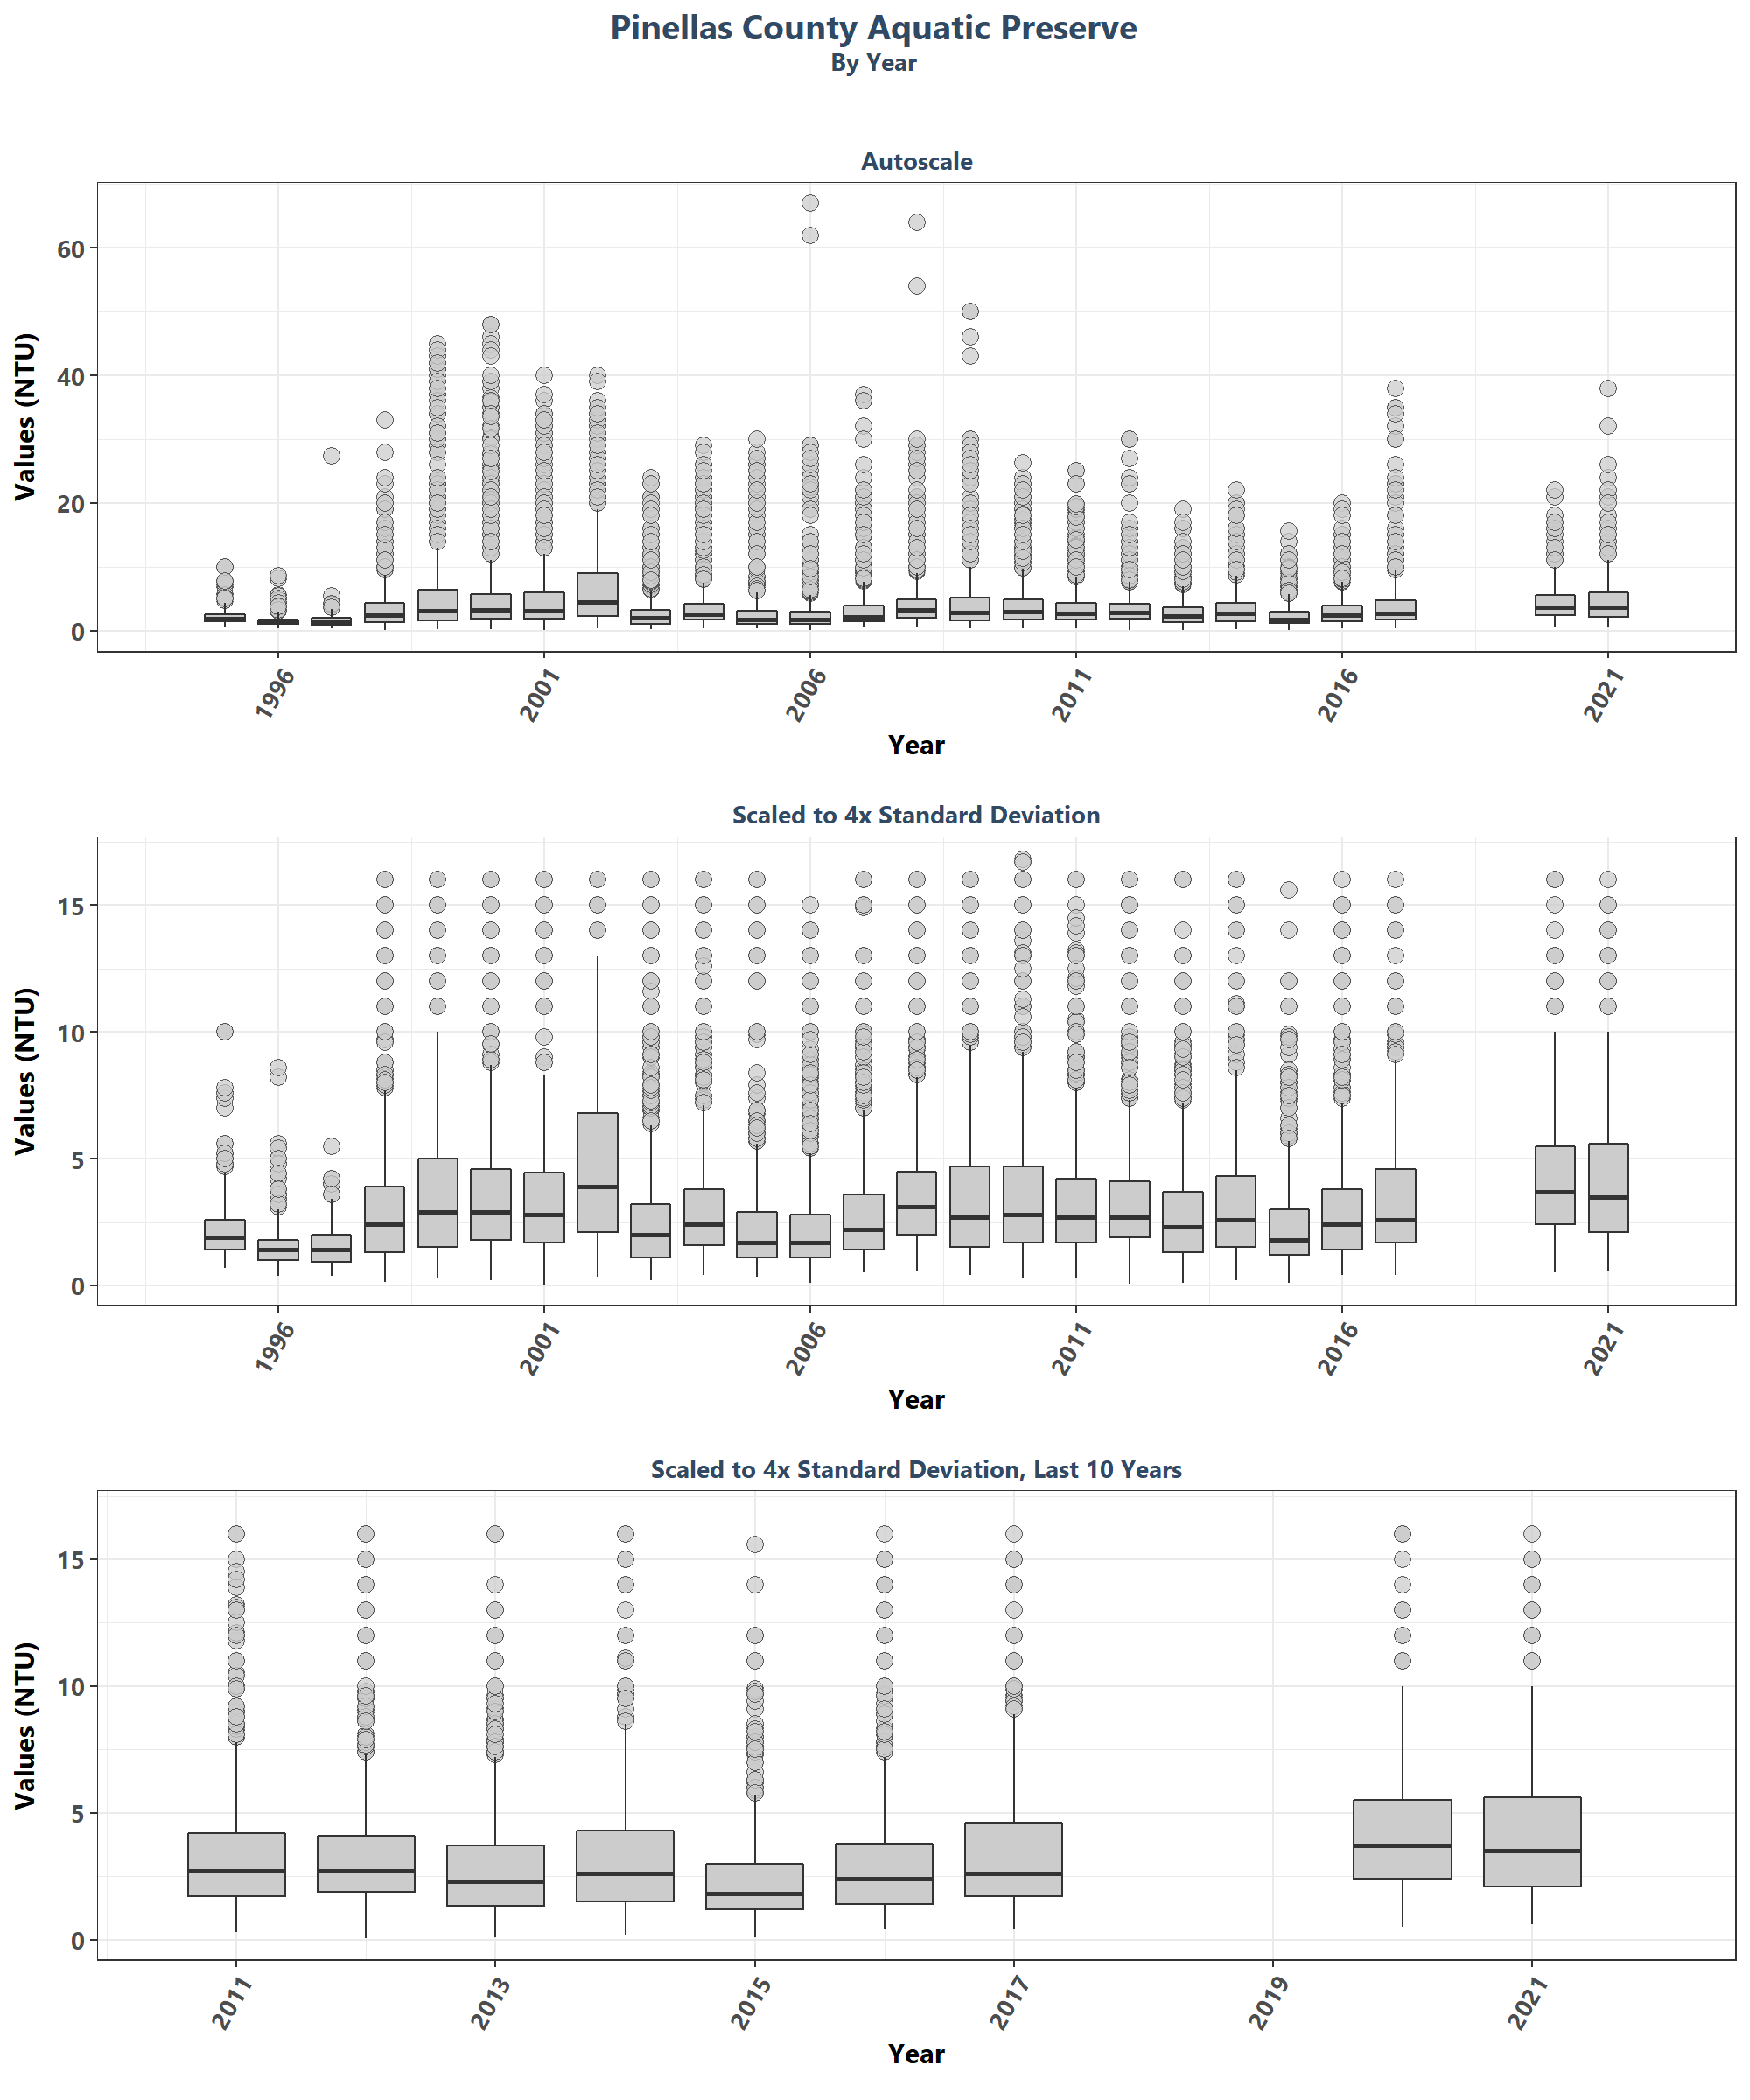 Pinellas County Aquatic Preserve
By Year
Autoscale
Values (NTU)
60
40
20
0
1996
2001
2006
2011
2016
2021
Year
Scaled to 4x Standard Deviation
Values (NTU)
15
10
5
0
1996
2001
2006
2011
2016
2021
Year
Scaled to 4x Standard Deviation, Last 10 Years
Values (NTU)
15
10
5
0
2011
2013
2015
2017
2019
2021
Year